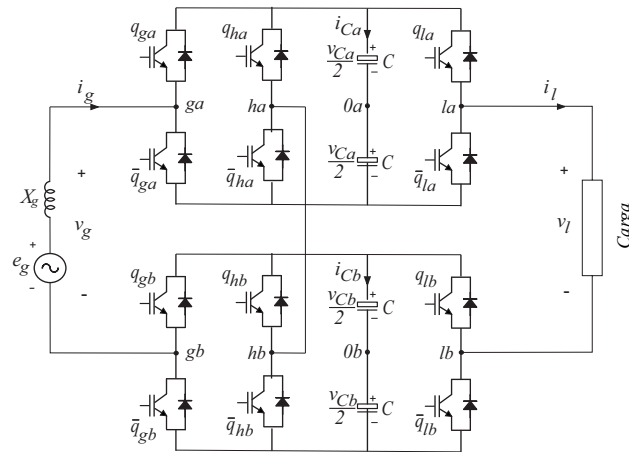 q_ga q_ha i_Ca v_Ca/2 + − C q_la
i_g ga ha 0a la i_l
q̄_ga q̄_ha v_Ca/2 + − C q̄_la
X_g + v_g − + v_l − Carga
e_g + −
q_gb q_hb i_Cb v_Cb/2 + − C q_lb
gb hb 0b lb
q̄_gb q̄_hb v_Cb/2 + − C q̄_lb